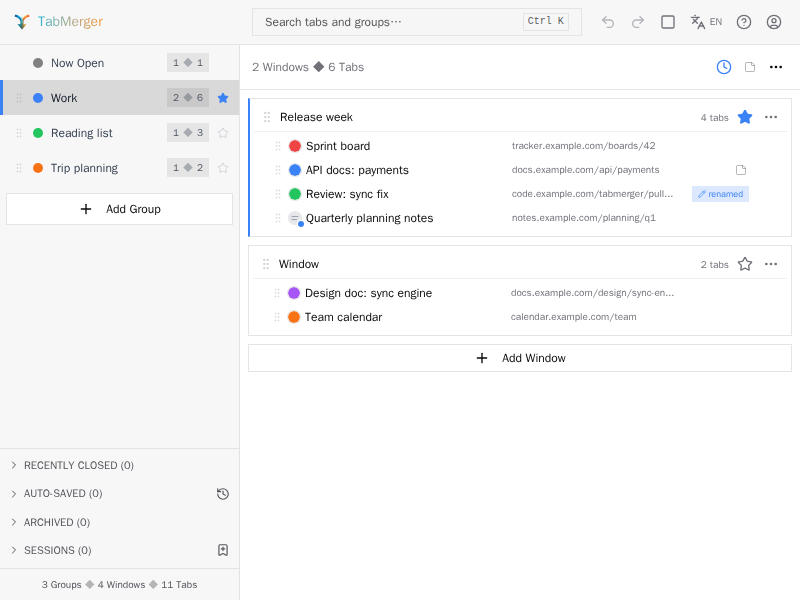 TabMerger
Search tabs and groups···
Ctrl K
EN
Now Open
1 ◆ 1
Work
2 ◆ 6
Reading list
1 ◆ 3
Trip planning
1 ◆ 2
Add Group
RECENTLY CLOSED (0)
AUTO-SAVED (0)
ARCHIVED (0)
SESSIONS (0)
3 Groups ◆ 4 Windows ◆ 11 Tabs
2 Windows ◆ 6 Tabs
Release week
4 tabs
Sprint board
tracker.example.com/boards/42
API docs: payments
docs.example.com/api/payments
Review: sync fix
code.example.com/tabmerger/pull...
renamed
Quarterly planning notes
notes.example.com/planning/q1
Window
2 tabs
Design doc: sync engine
docs.example.com/design/sync-en...
Team calendar
calendar.example.com/team
Add Window